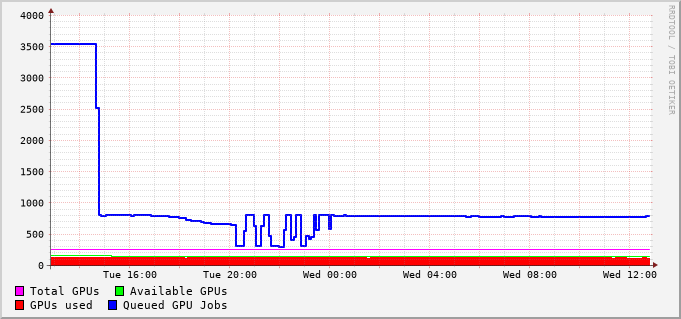 4000
3500
3000
2500
2000
1500
1000
500
0
Tue 16:00 Tue 20:00 Wed 00:00 Wed 04:00 Wed 08:00 Wed 12:00
Total GPUs Available GPUs
GPUs used Queued GPU Jobs
RRDTOOL / TOBI OETIKER